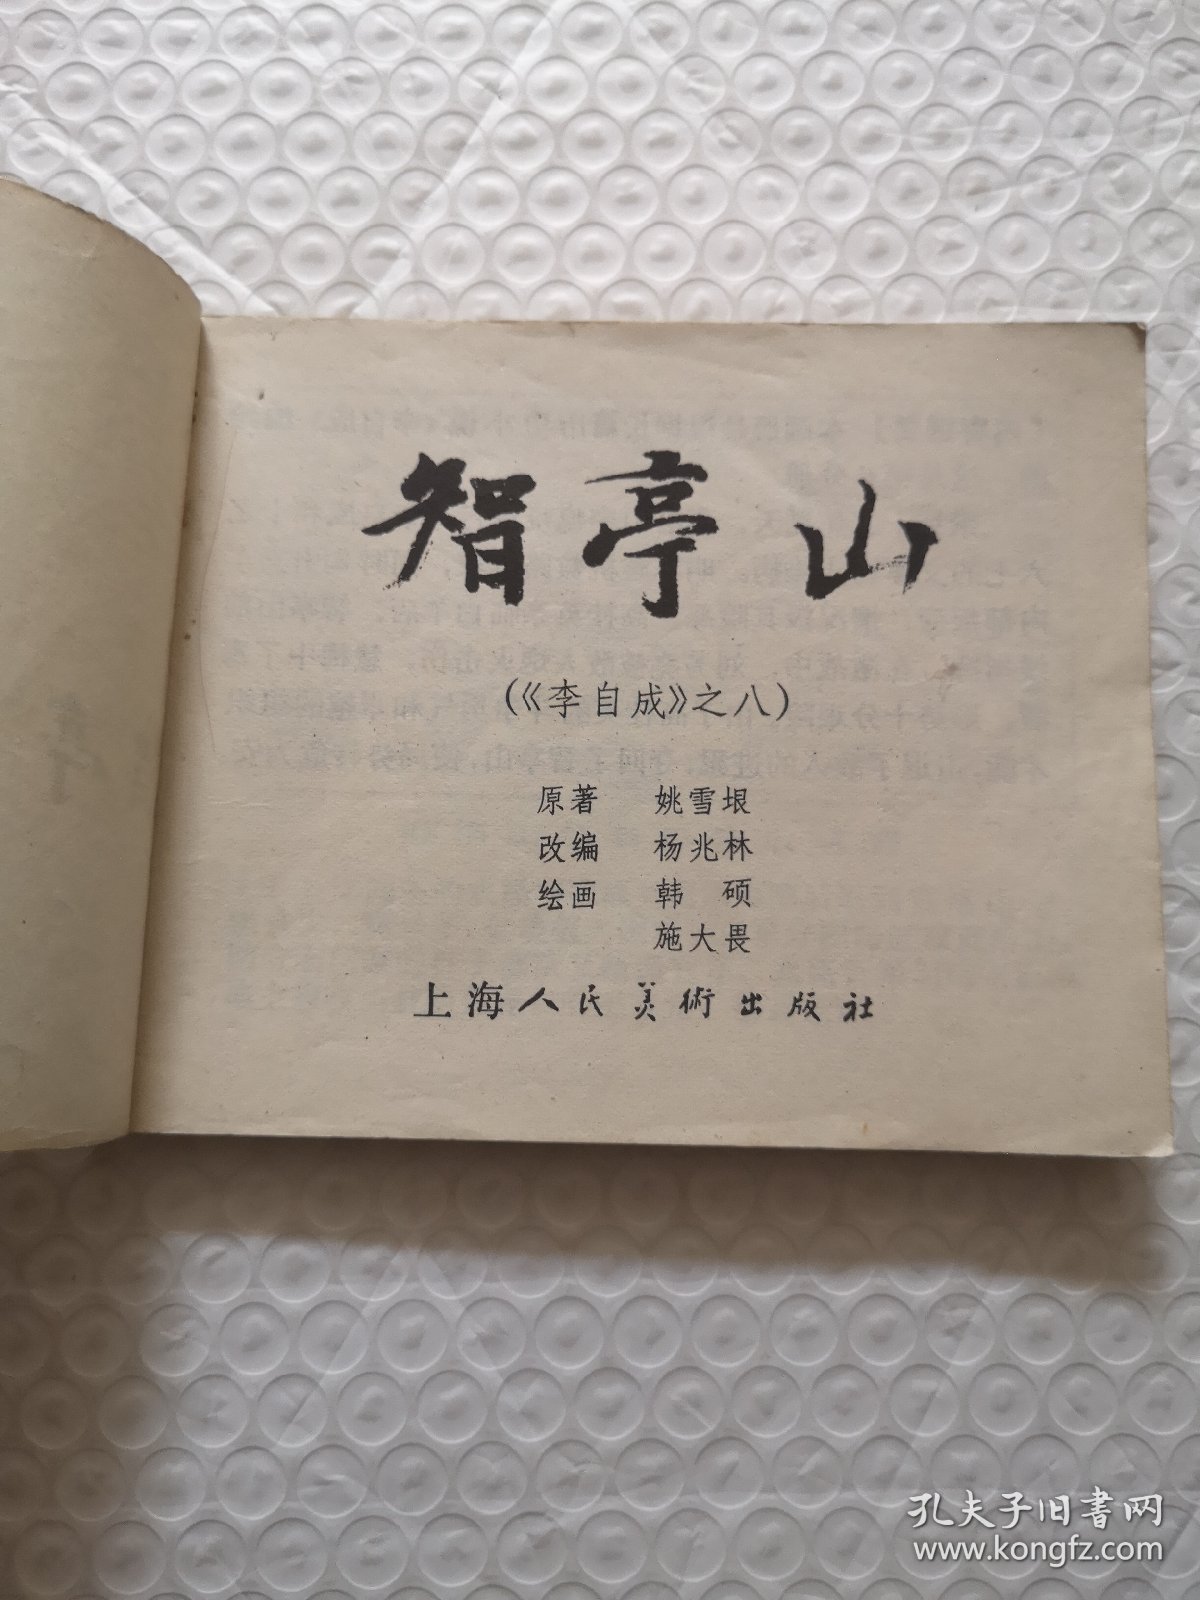 智亭山
(《李自成》之八)
原著 姚雪垠
改编 杨兆林
绘画 韩硕
施大畏
上海人民美術出版社
孔夫子旧書网
www.kongfz.com